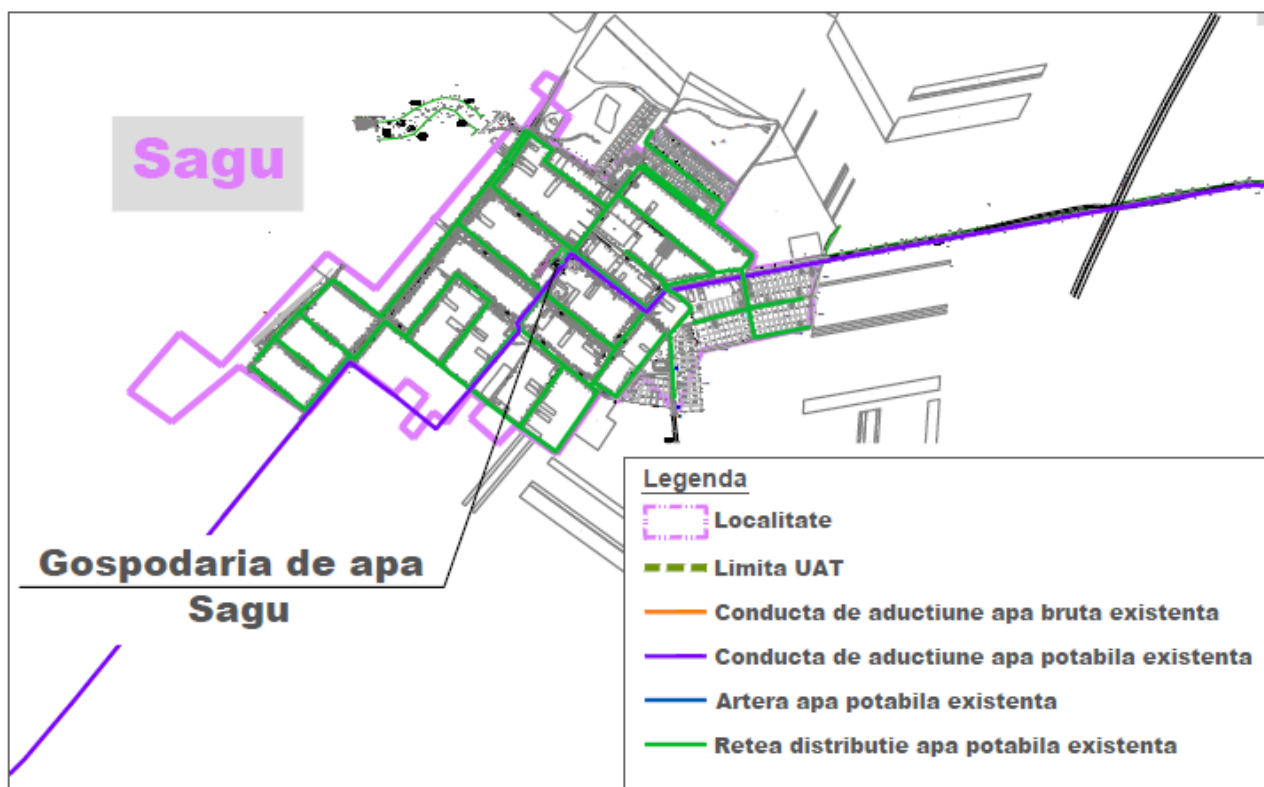 Sagu
Gospodaria de apa
Sagu
Legenda
Localitate
Limita UAT
Conducta de aductiune apa bruta existenta
Conducta de aductiune apa potabila existenta
Artera apa potabila existenta
Retea distributie apa potabila existenta